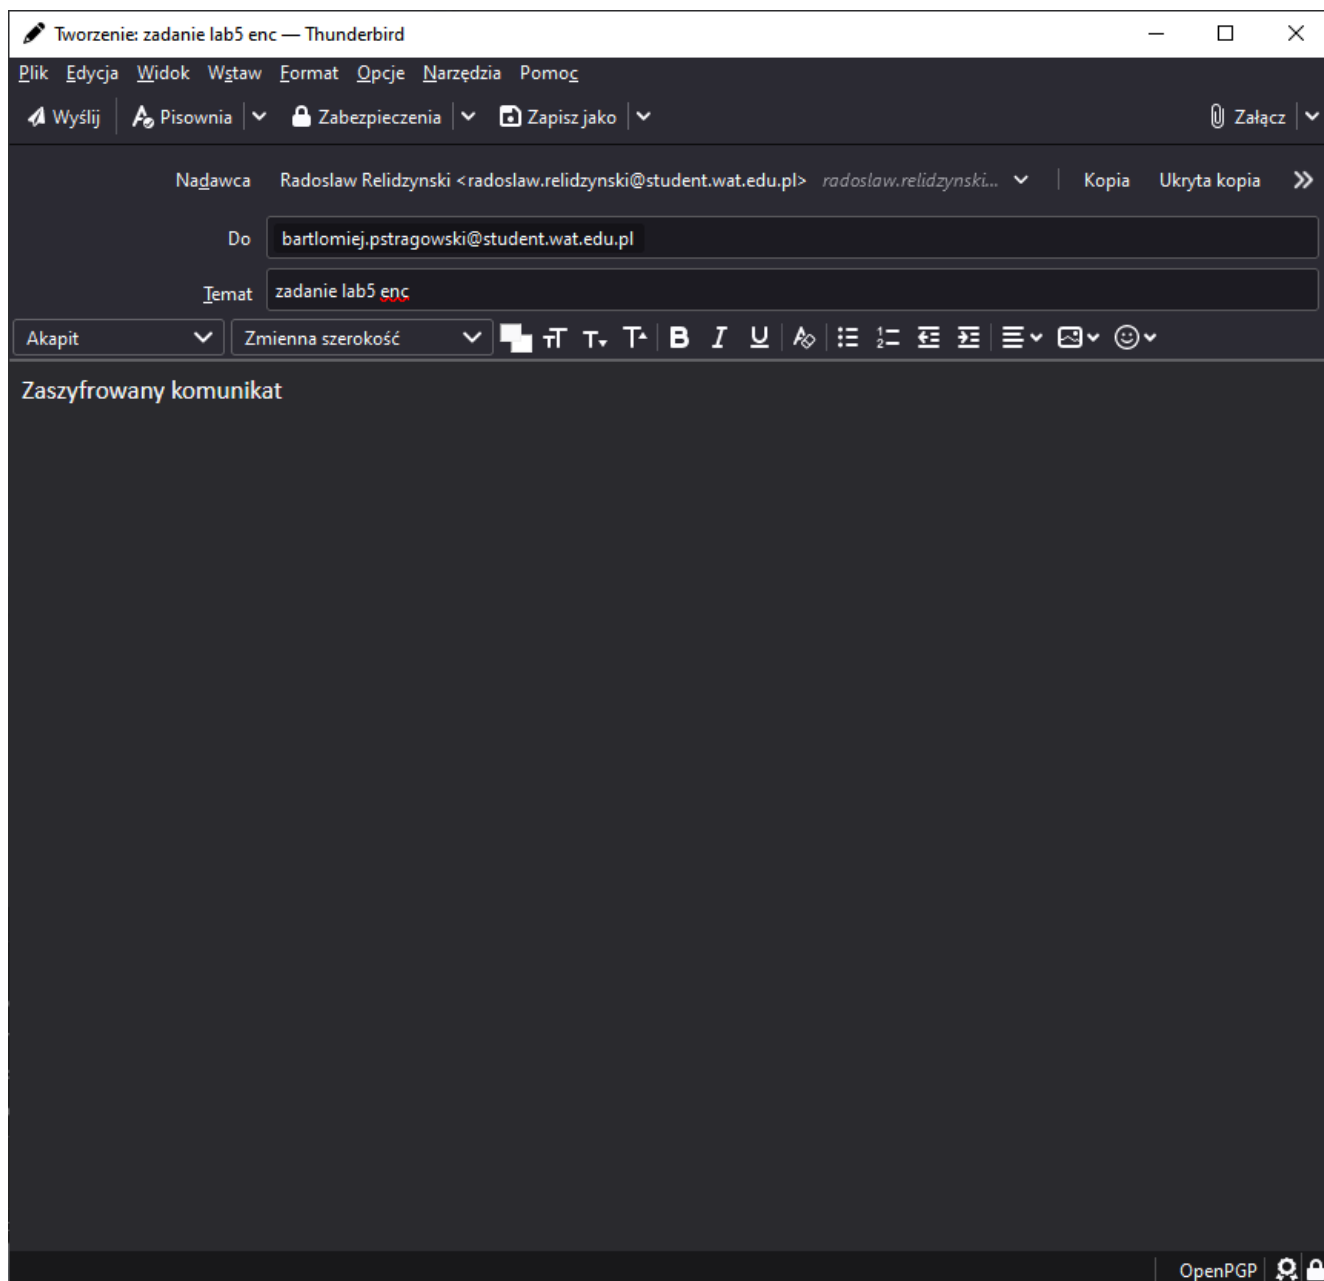 Tworzenie: zadanie lab5 enc — Thunderbird
Plik Edycja Widok Wstaw Format Opcje Narzędzia Pomoc
Wyślij Pisownia Zabezpieczenia Zapisz jako Załącz
Nadawca Radoslaw Relidzynski <radoslaw.relidzynski@student.wat.edu.pl> radoslaw.relidzynski... Kopia Ukryta kopia
Do bartlomiej.pstragowski@student.wat.edu.pl
Temat zadanie lab5 enc
Akapit Zmienna szerokość
Zaszyfrowany komunikat
OpenPGP